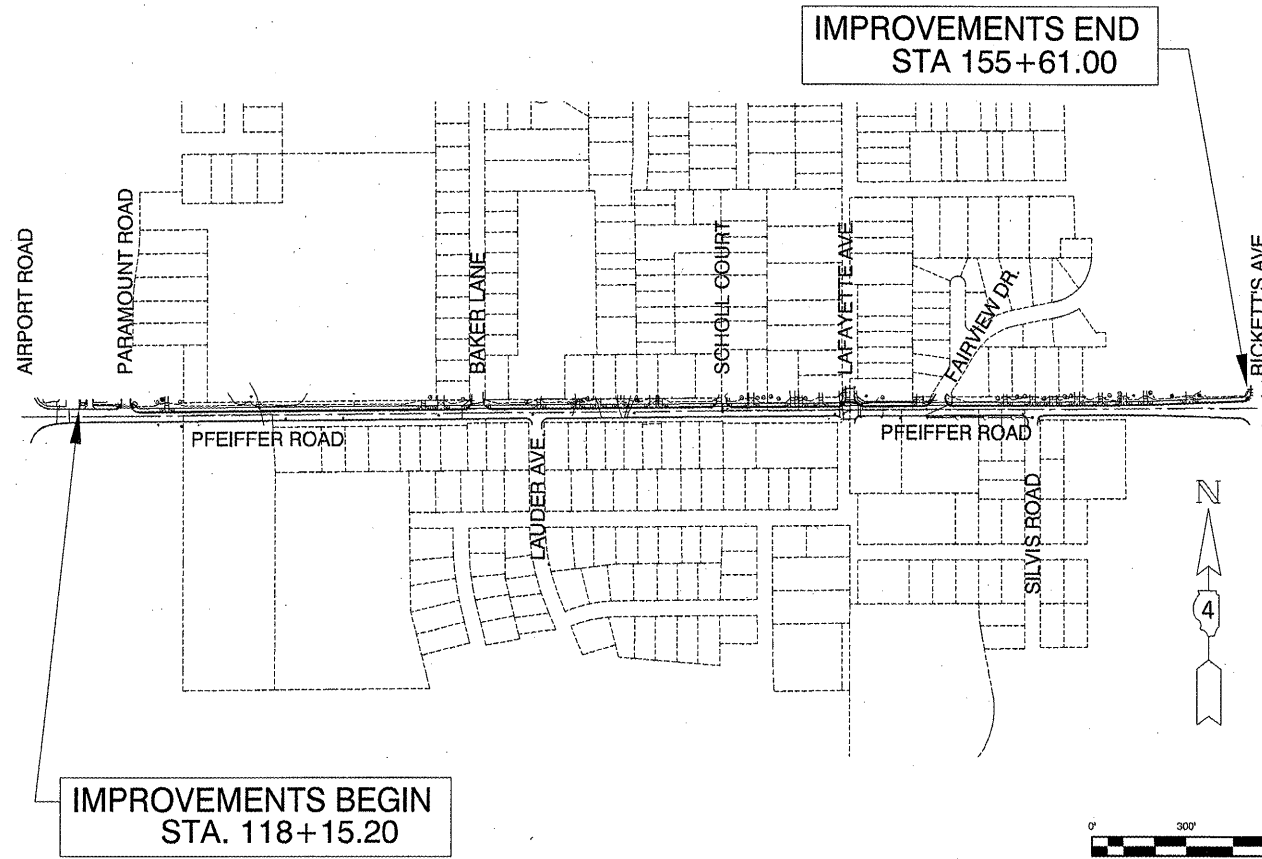 IMPROVEMENTS END
STA 155+61.00
AIRPORT ROAD
PARAMOUNT ROAD
BAKER LANE
SCHOLL COURT
LAFAYETTE AVE
FAIRVIEW DR.
RICKETT'S AVE
PFEIFFER ROAD
PFEIFFER ROAD
LAUDER AVE
SILVIS ROAD
N
4
IMPROVEMENTS BEGIN
STA. 118+15.20
0' 300'